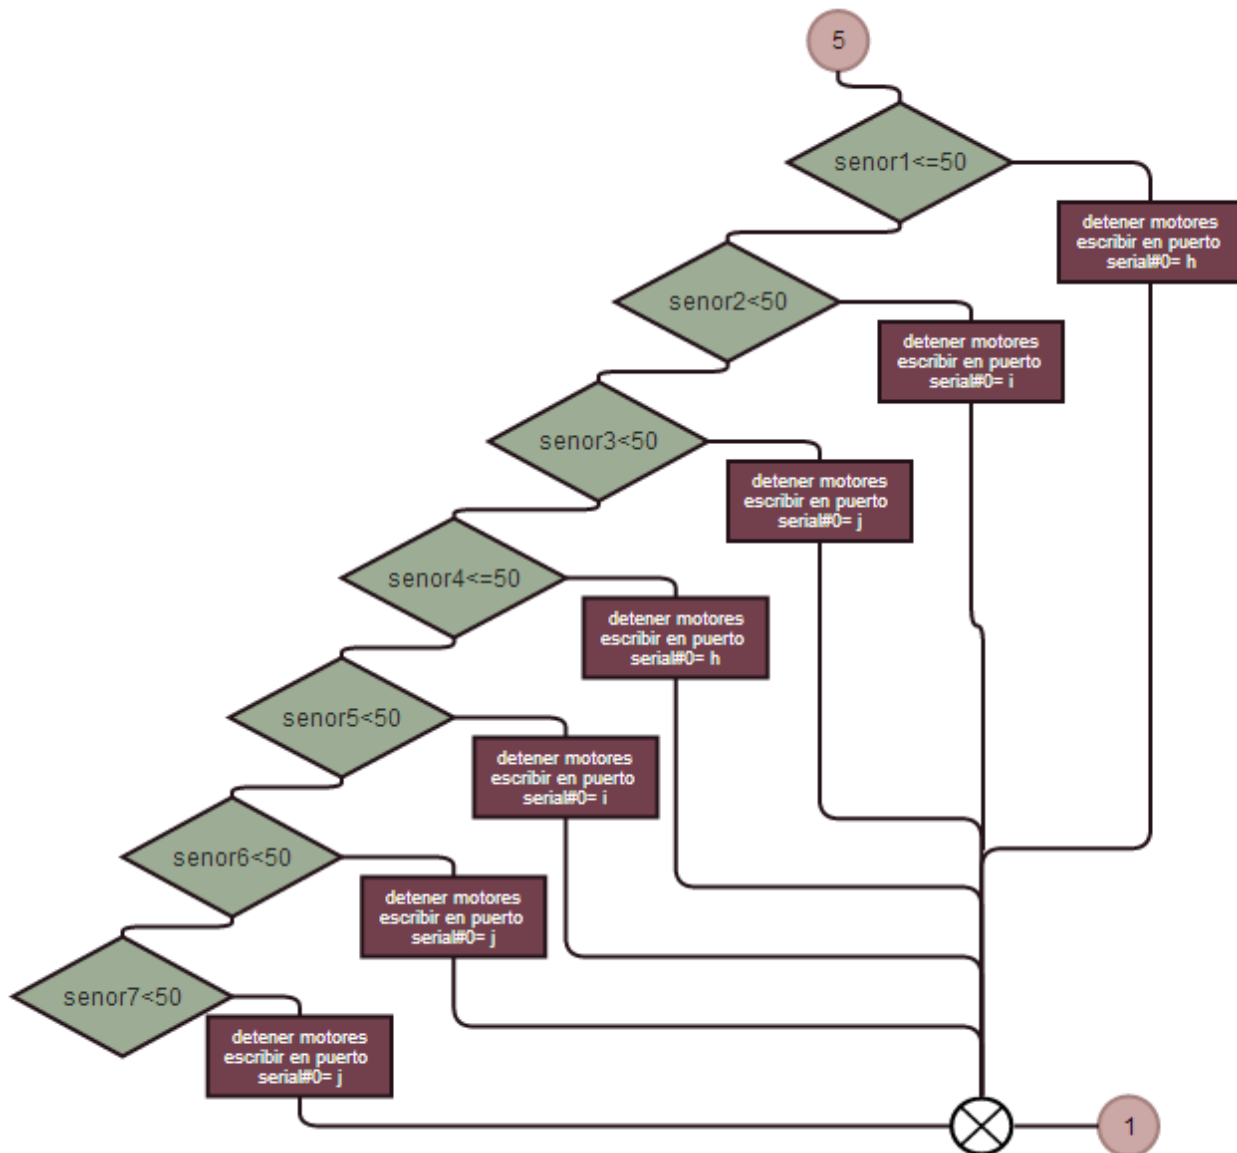 5
senor1<=50
detener motores
escribir en puerto
serial#0= h
senor2<50
detener motores
escribir en puerto
serial#0= i
senor3<50
detener motores
escribir en puerto
serial#0= j
senor4<=50
detener motores
escribir en puerto
serial#0= h
senor5<50
detener motores
escribir en puerto
serial#0= i
senor6<50
detener motores
escribir en puerto
serial#0= j
senor7<50
detener motores
escribir en puerto
serial#0= j
1